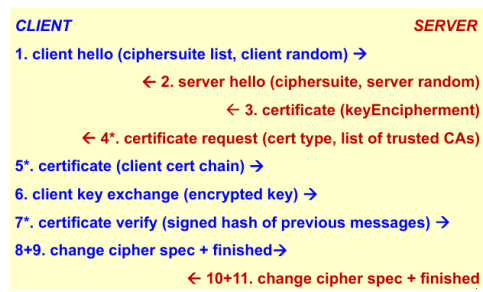 CLIENT SERVER
1. client hello (ciphersuite list, client random) →
← 2. server hello (ciphersuite, server random)
← 3. certificate (keyEncipherment)
← 4*. certificate request (cert type, list of trusted CAs)
5*. certificate (client cert chain) →
6. client key exchange (encrypted key) →
7*. certificate verify (signed hash of previous messages) →
8+9. change cipher spec + finished→
← 10+11. change cipher spec + finished